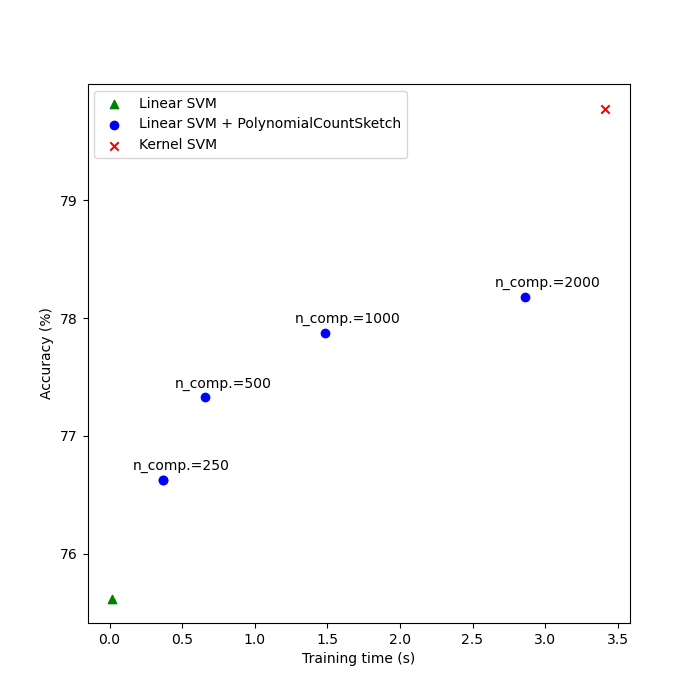 Linear SVM
Linear SVM + PolynomialCountSketch
Kernel SVM
79
n_comp.=2000
78
n_comp.=1000
n_comp.=500
77
n_comp.=250
76
Accuracy (%)
0.0 0.5 1.0 1.5 2.0 2.5 3.0 3.5
Training time (s)